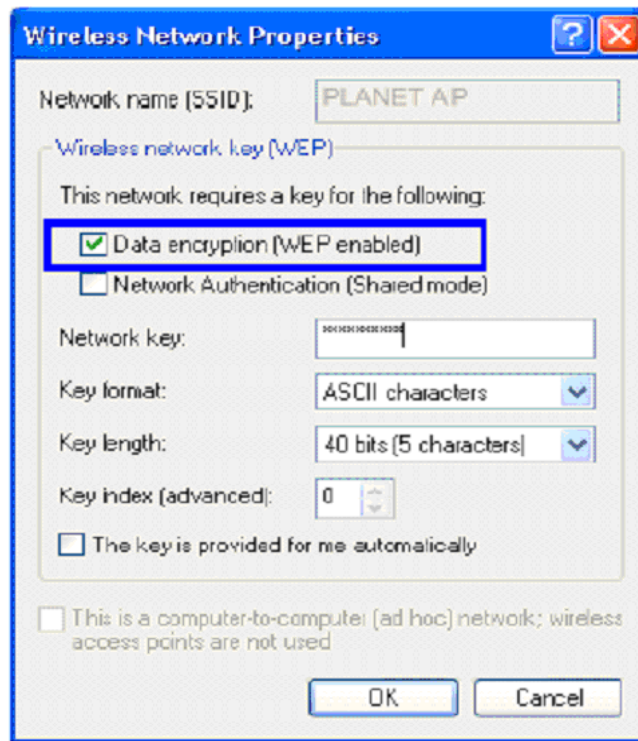 Wireless Network Properties
Network name (SSID):
PLANET AP
Wireless network key (WEP)
This network requires a key for the following:
Data encryption (WEP enabled)
Network Authentication (Shared mode)
Network key:
**********
Key format:
ASCII characters
Key length:
40 bits (5 characters)
Key index (advanced):
0
The key is provided for me automatically
This is a computer-to-computer (ad hoc) network; wireless
access points are not used
OK
Cancel